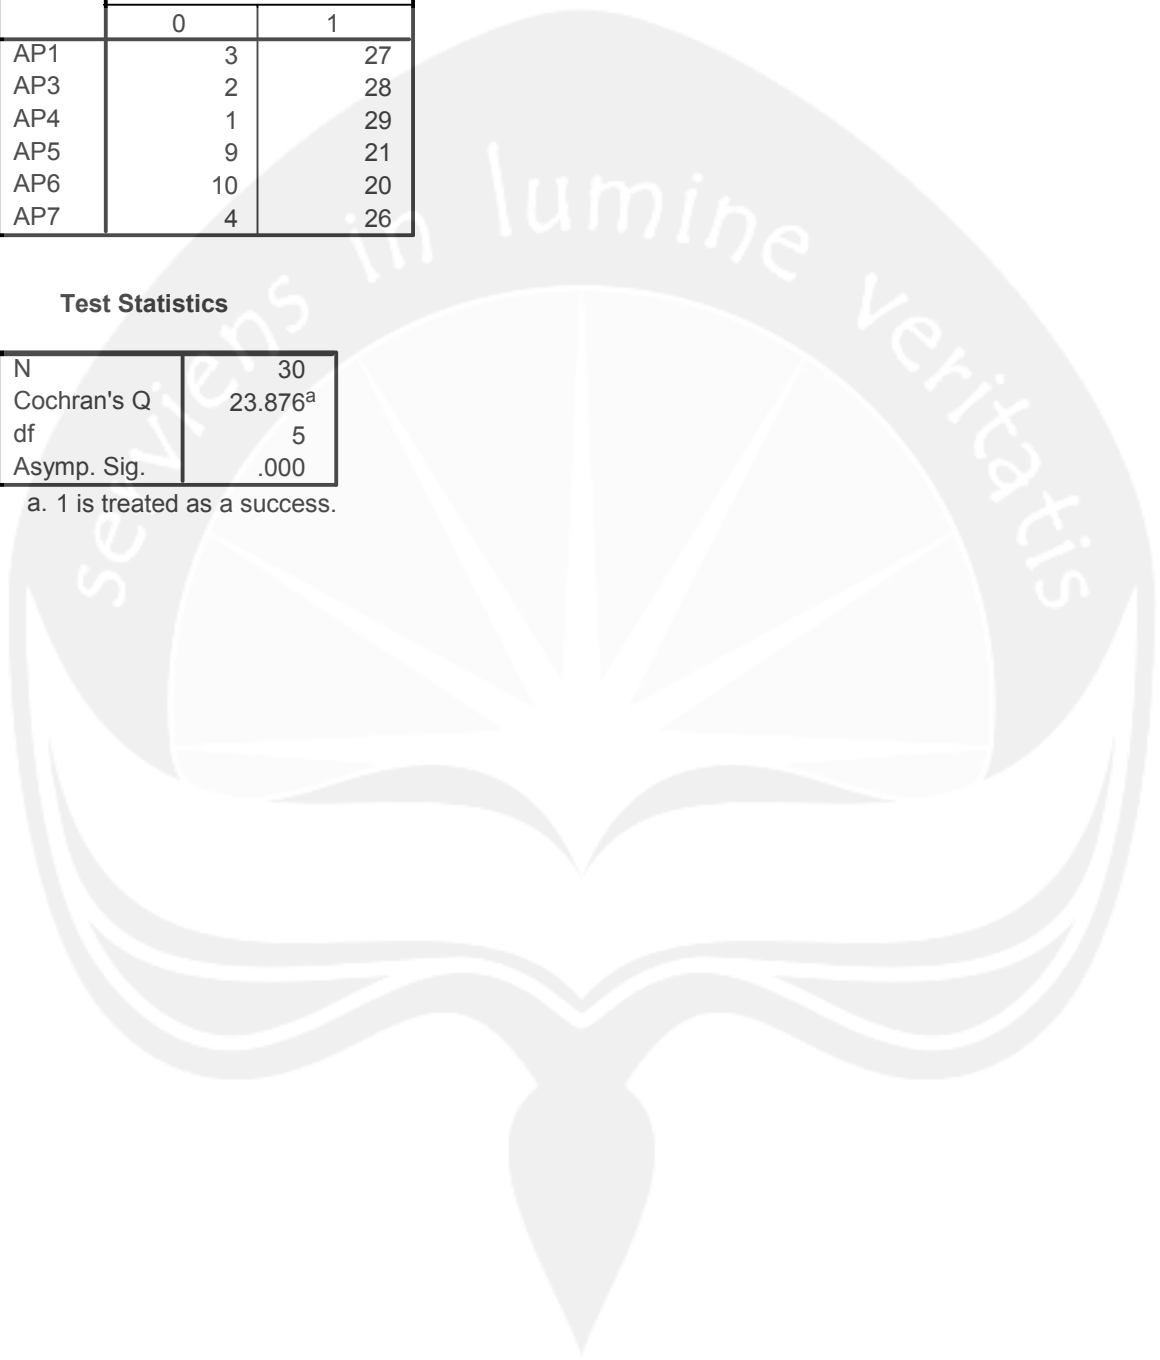 0 1
AP1 3 27
AP3 2 28
AP4 1 29
AP5 9 21
AP6 10 20
AP7 4 26
Test Statistics
N 30
Cochran's Q 23.876a
df 5
Asymp. Sig. .000
a. 1 is treated as a success.
serviens in lumine veritatis